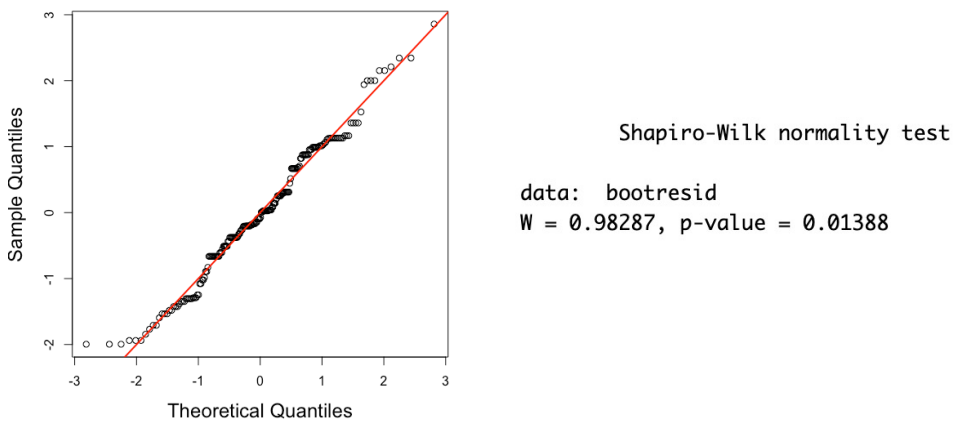 3
2
1
0
-1
-2
Sample Quantiles
-3 -2 -1 0 1 2 3
Theoretical Quantiles
Shapiro-Wilk normality test
data: bootresid
W = 0.98287, p-value = 0.01388